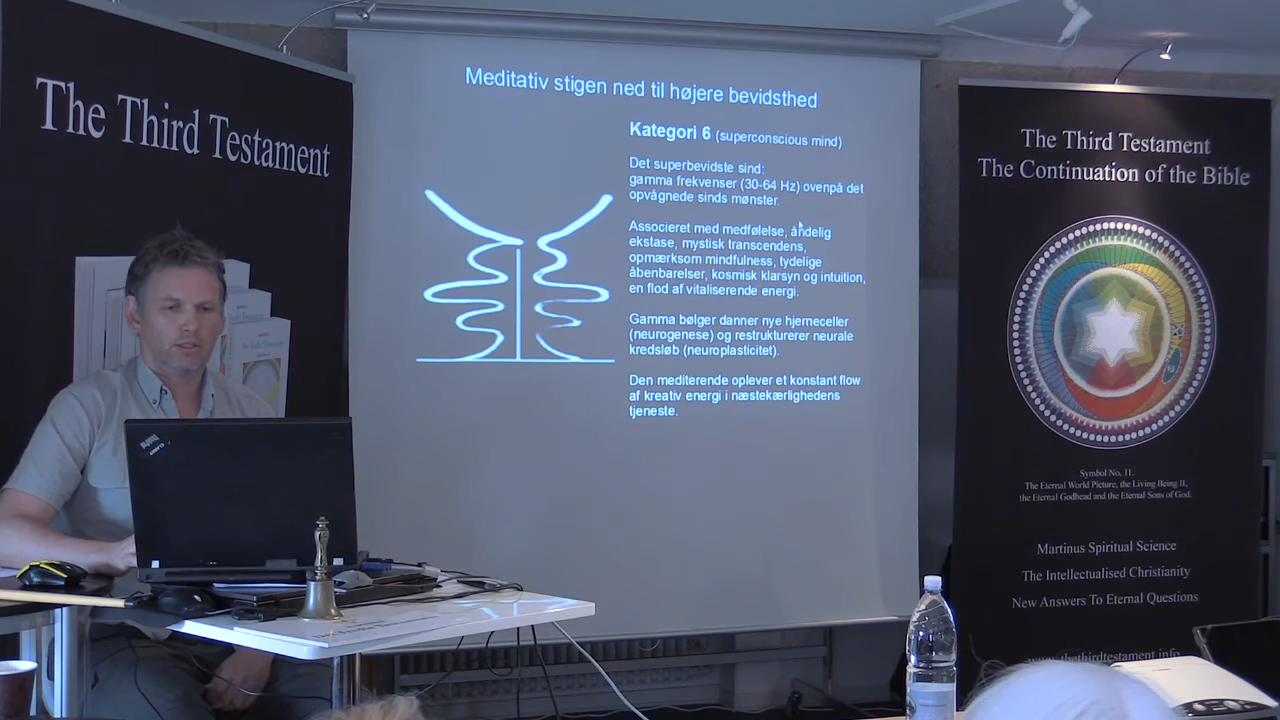 The Third Testament
Meditativ stigen ned til højere bevidsthed
Kategori 6 (superconscious mind)
Det superbevidste sind:
gamma frekvenser (30-64 Hz) ovenpå det
opvågnede sinds mønster.
Associeret med medfølelse, åndelig
ekstase, mystisk transcendens,
opmærksom mindfulness, tydelige
åbenbarelser, kosmisk klarsyn og intuition,
en flod af vitaliserende energi.
Gamma bølger danner nye hjerneceller
(neurogenese) og restrukturerer neurale
kredsløb (neuroplasticitet).
Den mediterende oplever et konstant flow
af kreativ energi i næstekærlighedens
tjeneste.
The Third Testament
The Continuation of the Bible
Symbol No. 11.
The Eternal World Picture, the Living Being II,
the Eternal Godhead and the Eternal Sons of God.
Martinus Spiritual Science
The Intellectualised Christianity
New Answers To Eternal Questions
www.thethirdtestament.info